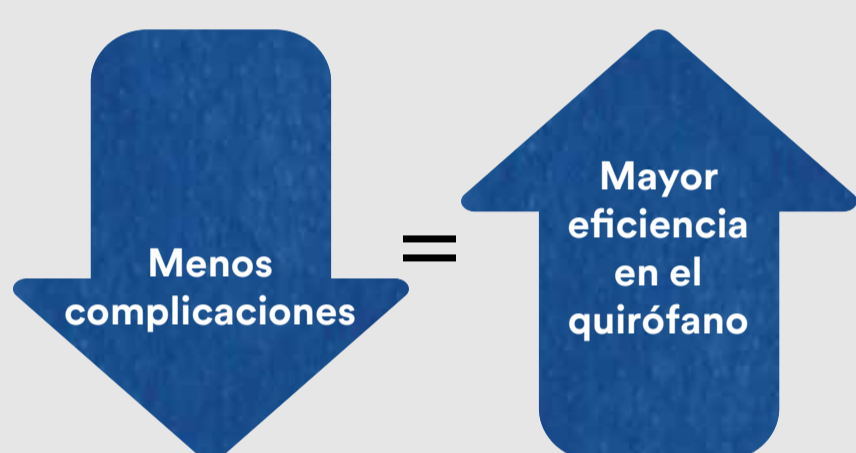 Menos
complicaciones
=
Mayor
eficiencia
en el
quirófano